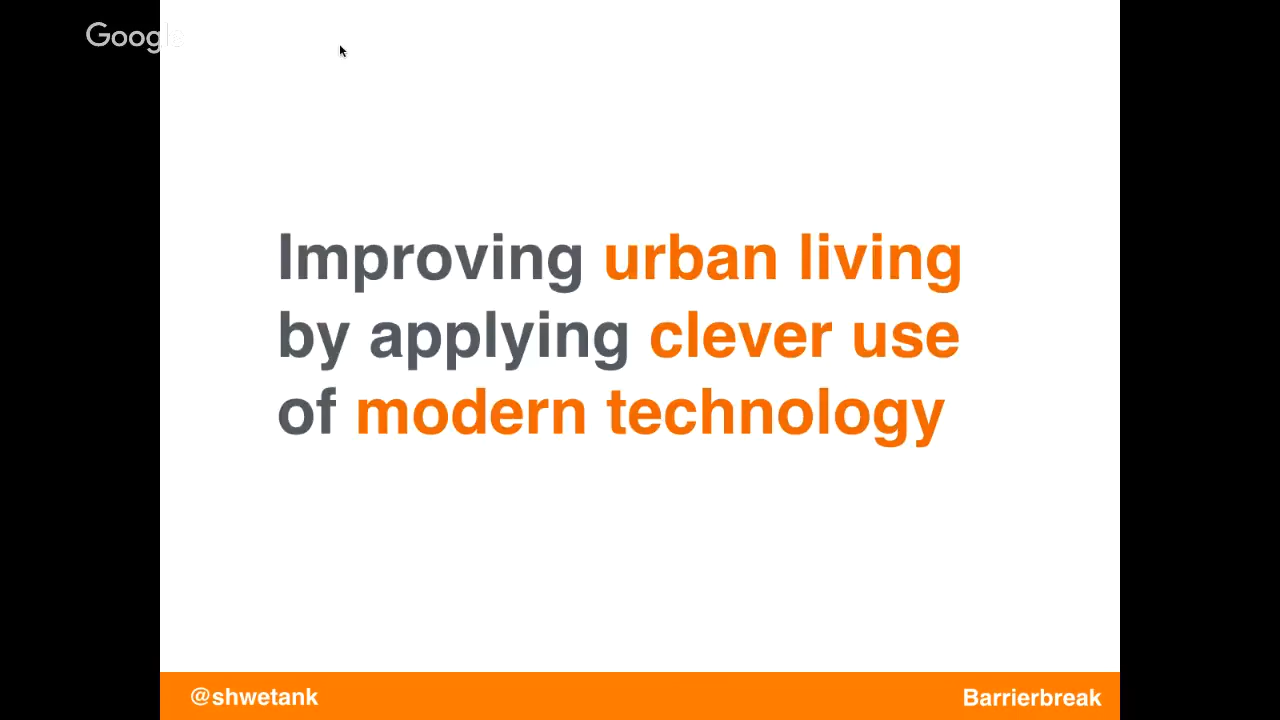 Google
Improving urban living
by applying clever use
of modern technology
@shwetank
Barrierbreak